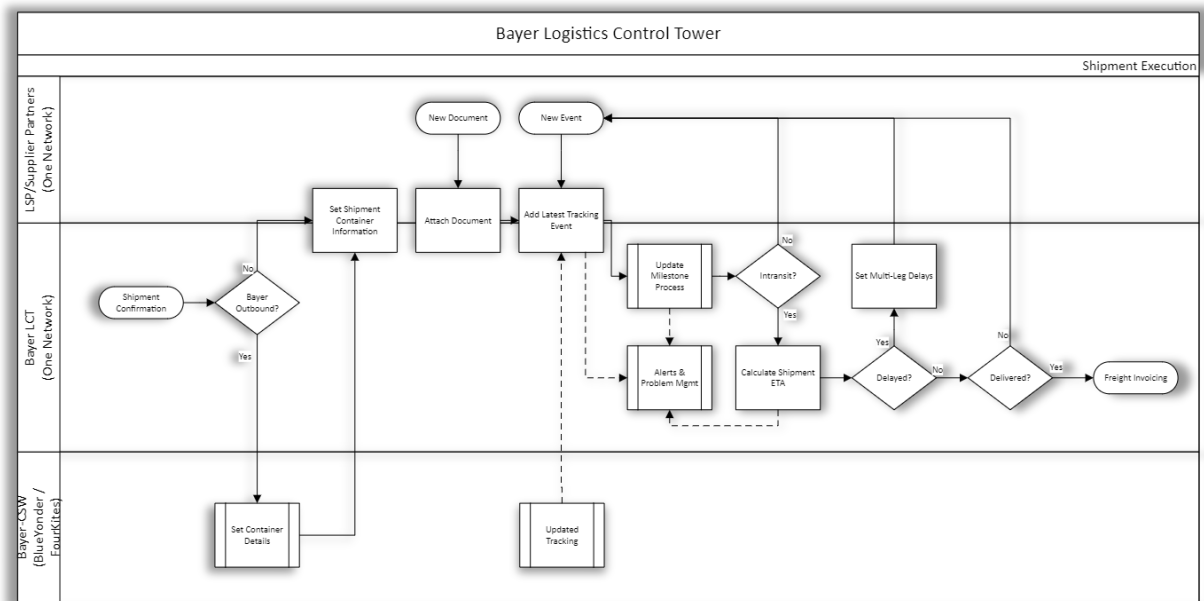 Bayer Logistics Control Tower
Shipment Execution
LSP/Supplier Partners
(One Network)
New Document
New Event
Set Shipment
Container
Information
Attach Document
Add Latest Tracking
Event
Bayer LCT
(One Network)
Shipment
Confirmation
Bayer
Outbound?
No
Yes
Update
Milestone
Process
Intransit?
No
Yes
Set Multi-Leg Delays
Alerts &
Problem Mgmt
Calculate Shipment
ETA
Delayed?
Yes
No
Delivered?
No
Yes
Freight Invoicing
Bayer-CSW
(BlueYonder /
FourKites)
Set Container
Details
Updated
Tracking